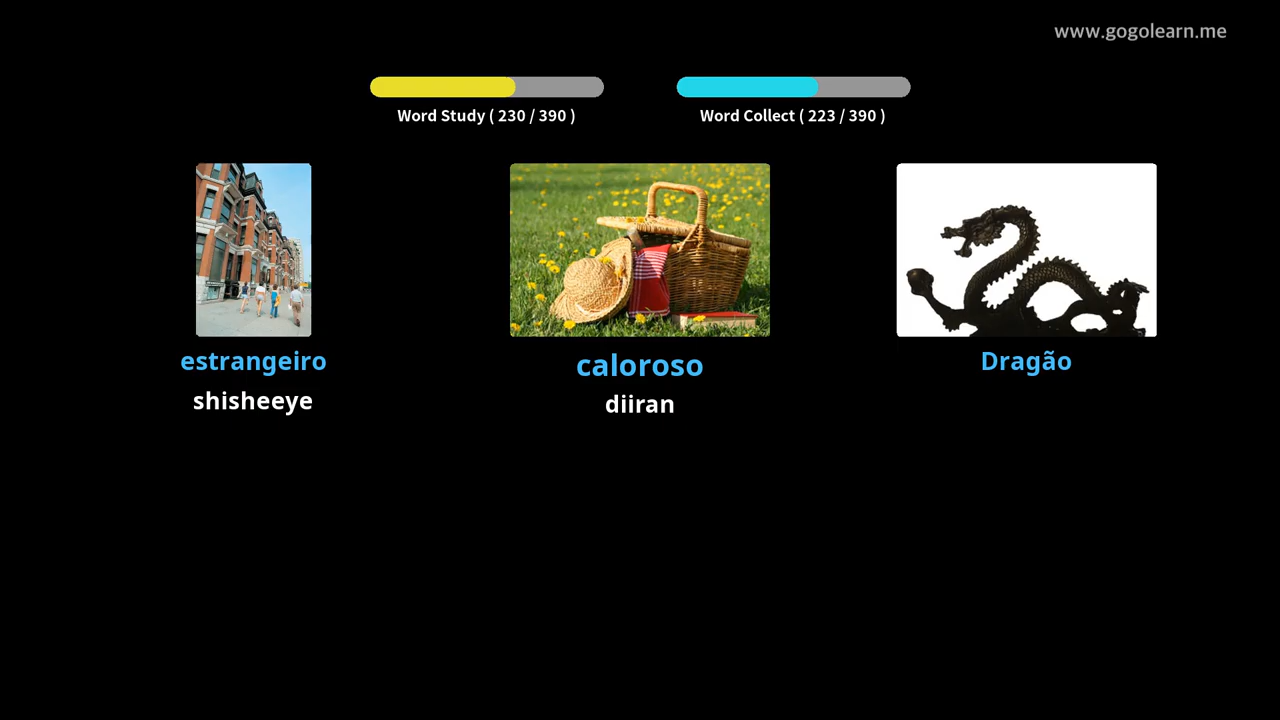 www.gogolearn.me
Word Study ( 230 / 390 )
Word Collect ( 223 / 390 )
estrangeiro
caloroso
Dragão
shisheeye
diiran